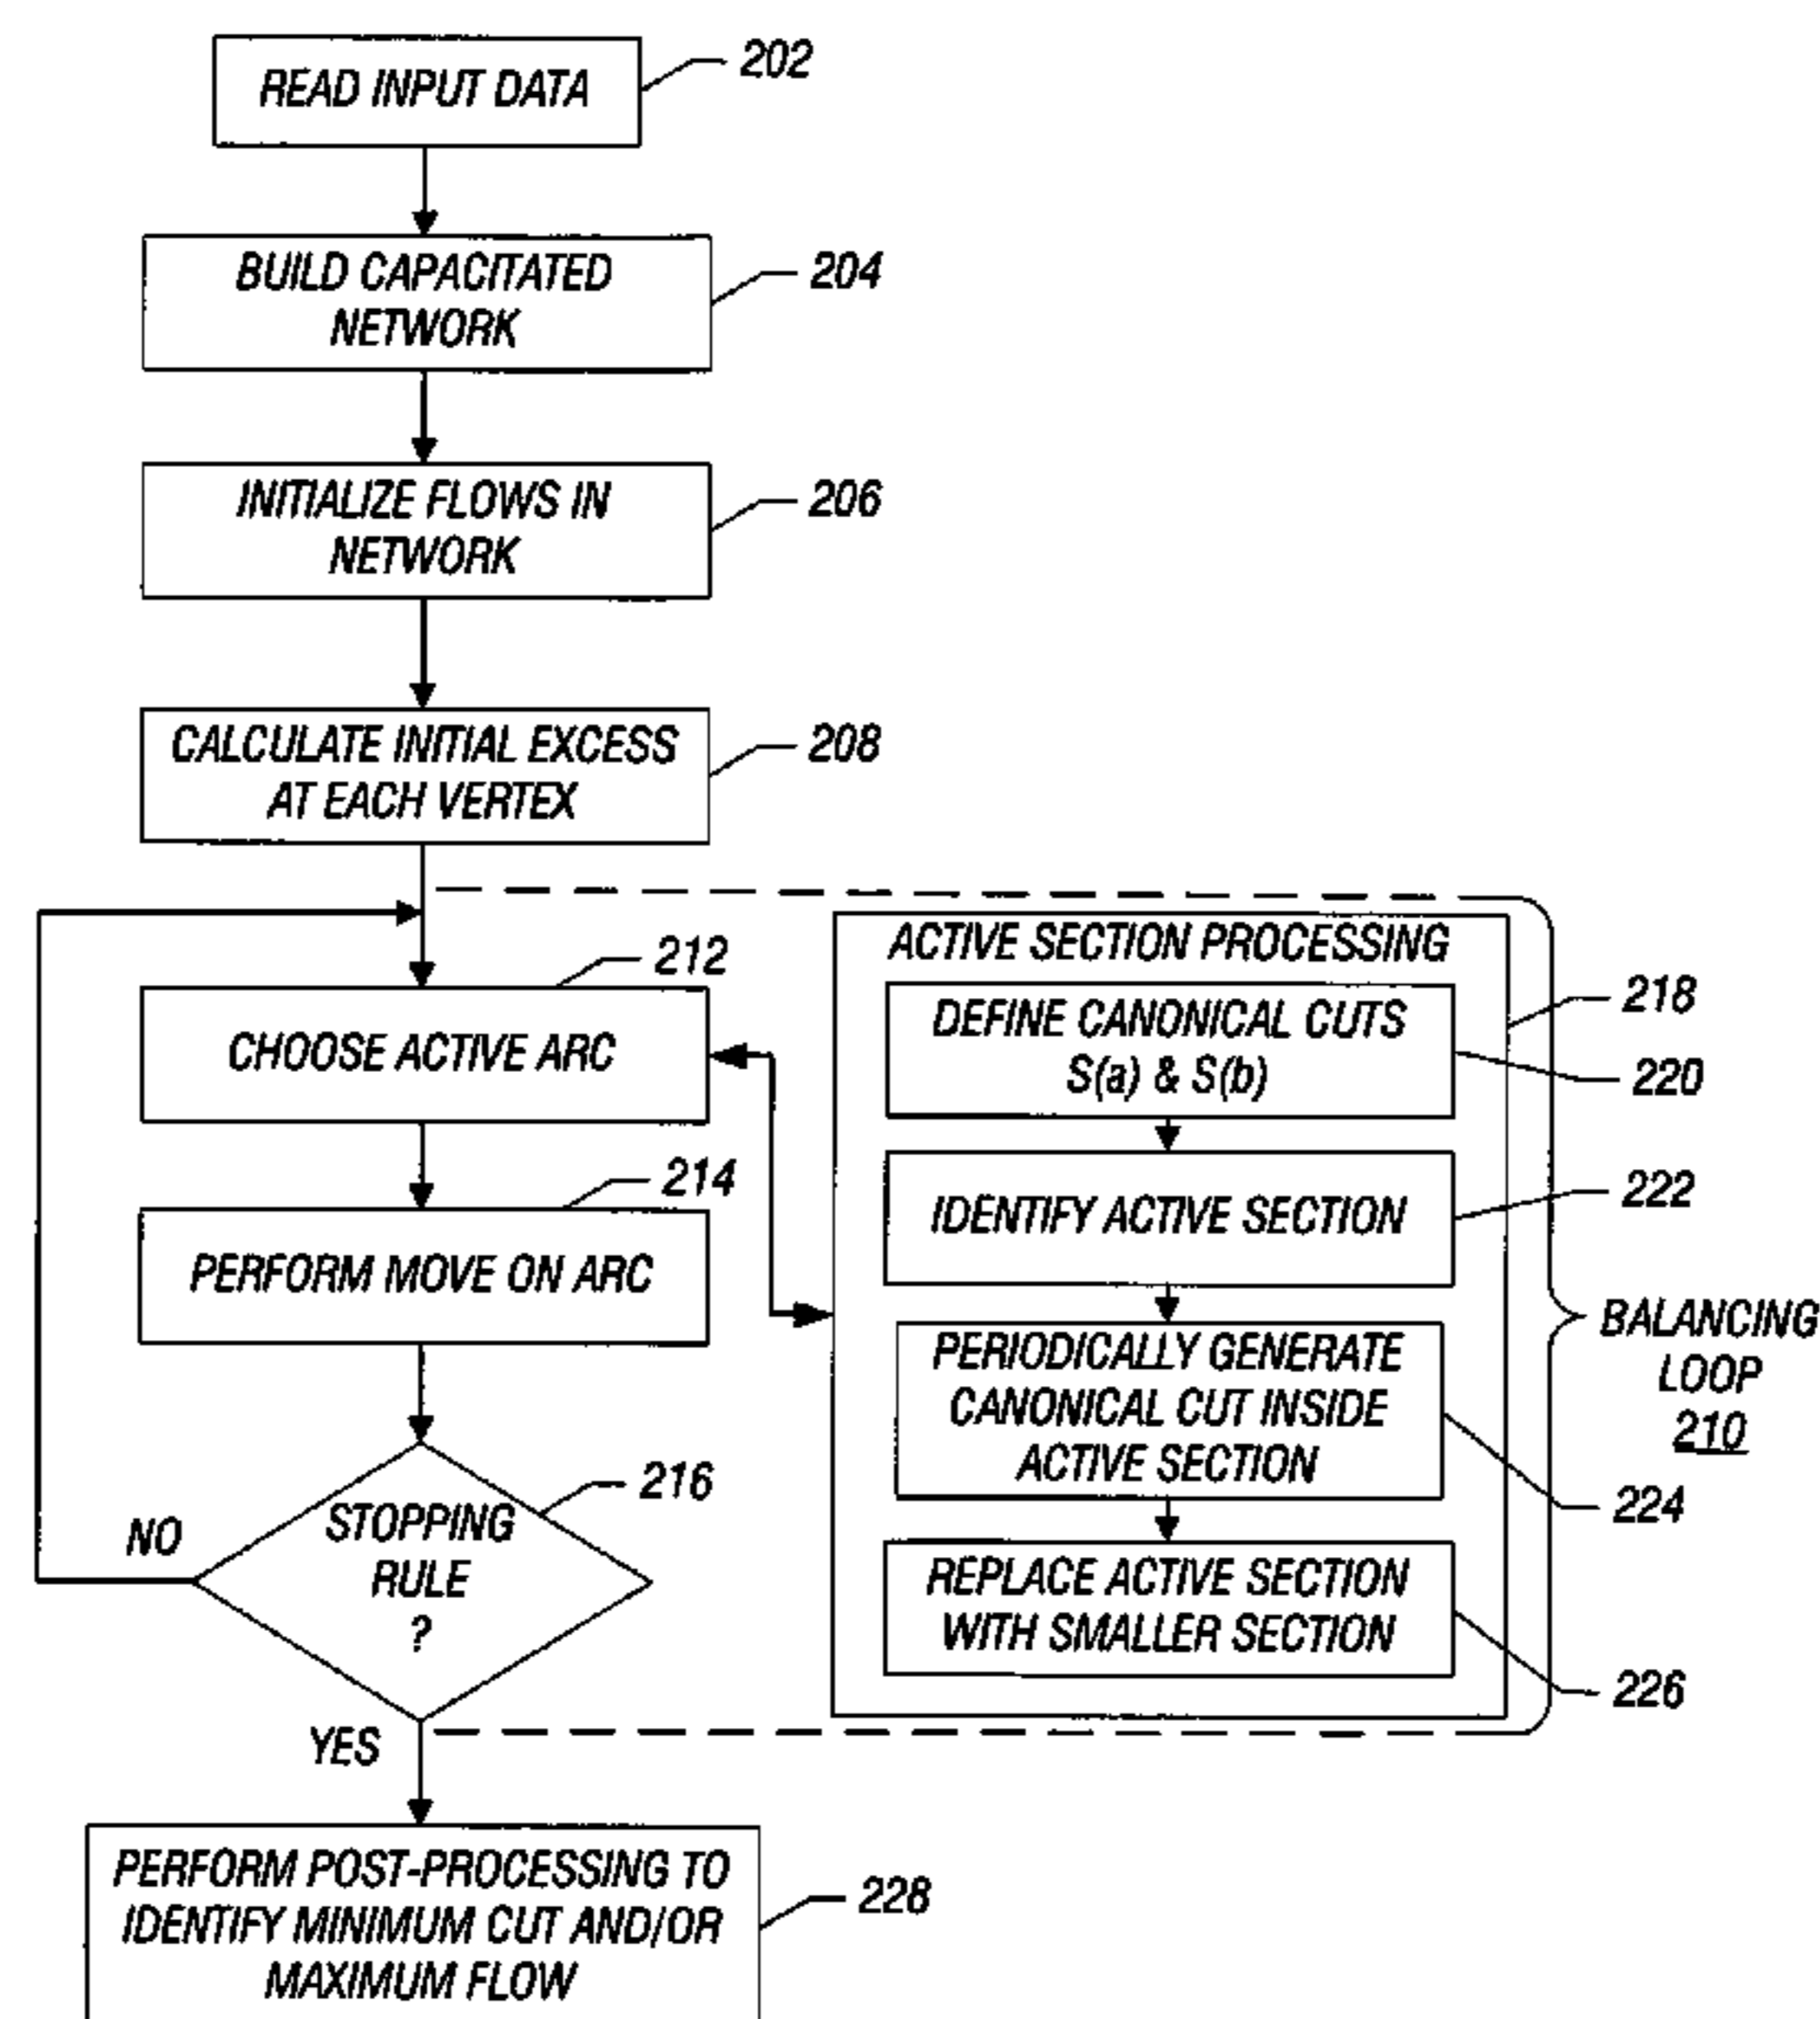 READ INPUT DATA
202
BUILD CAPACITATED
NETWORK
204
INITIALIZE FLOWS IN
NETWORK
206
CALCULATE INITIAL EXCESS
AT EACH VERTEX
208
212
CHOOSE ACTIVE ARC
214
PERFORM MOVE ON ARC
216
STOPPING
RULE
?
NO
YES
ACTIVE SECTION PROCESSING
218
DEFINE CANONICAL CUTS
S(a) & S(b)
220
IDENTIFY ACTIVE SECTION
222
PERIODICALLY GENERATE
CANONICAL CUT INSIDE
ACTIVE SECTION
224
REPLACE ACTIVE SECTION
WITH SMALLER SECTION
226
BALANCING
LOOP
210
PERFORM POST-PROCESSING TO
IDENTIFY MINIMUM CUT AND/OR
MAXIMUM FLOW
228